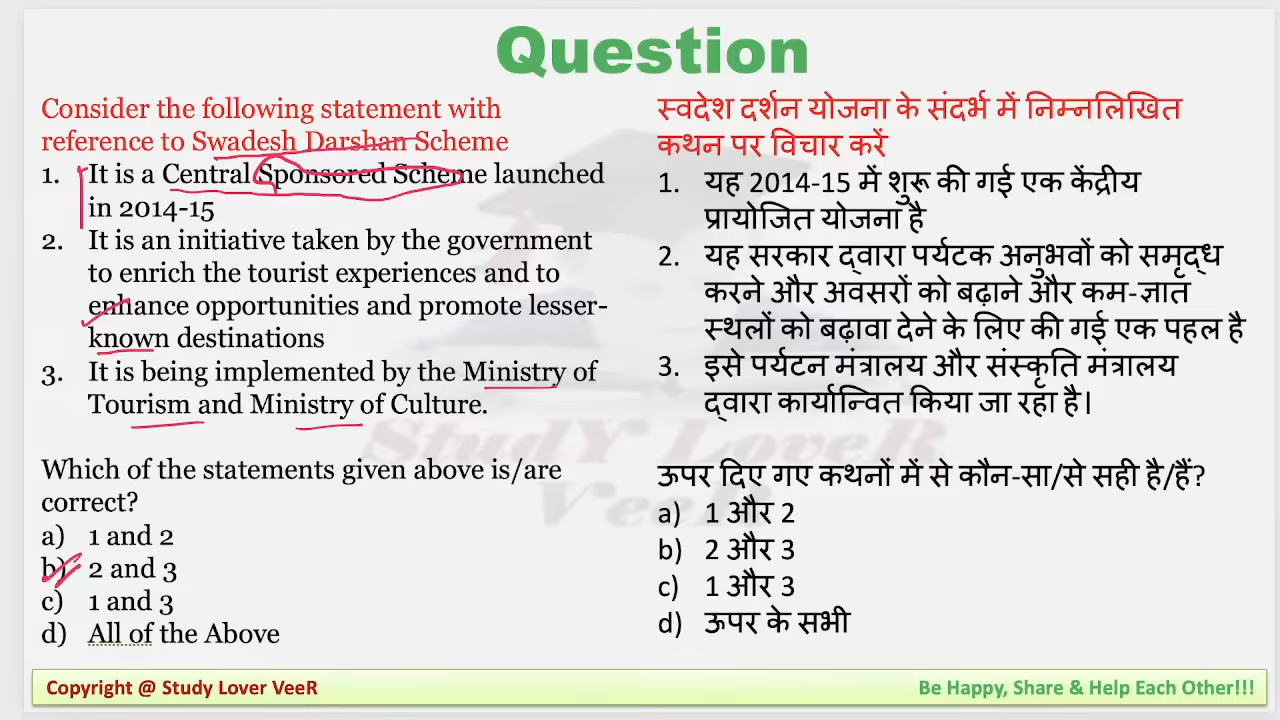 Question
Consider the following statement with
reference to Swadesh Darshan Scheme
1. It is a Central Sponsored Scheme launched
in 2014-15
2. It is an initiative taken by the government
to enrich the tourist experiences and to
enhance opportunities and promote lesser-
known destinations
3. It is being implemented by the Ministry of
Tourism and Ministry of Culture.
Which of the statements given above is/are
correct?
a) 1 and 2
b) 2 and 3
c) 1 and 3
d) All of the Above
स्वदेश दर्शन योजना के संदर्भ में निम्नलिखित
कथन पर विचार करें
1. यह 2014-15 में शुरू की गई एक केंद्रीय
प्रायोजित योजना है
2. यह सरकार द्वारा पर्यटक अनुभवों को समृद्ध
करने और अवसरों को बढ़ाने और कम-ज्ञात
स्थलों को बढ़ावा देने के लिए की गई एक पहल है
3. इसे पर्यटन मंत्रालय और संस्कृति मंत्रालय
द्वारा कार्यान्वित किया जा रहा है।
ऊपर दिए गए कथनों में से कौन-सा/से सही है/हैं?
a) 1 और 2
b) 2 और 3
c) 1 और 3
d) ऊपर के सभी
StudY LoveR
VeeR
Copyright @ Study Lover VeeR
Be Happy, Share & Help Each Other!!!